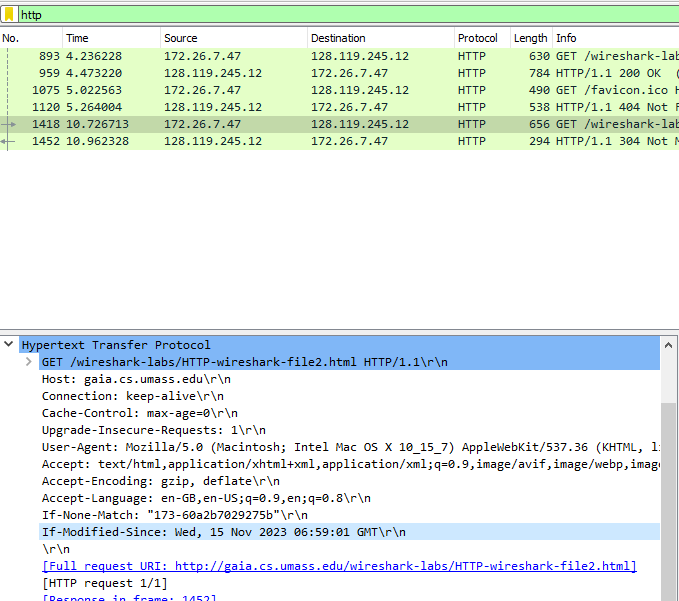 http
No. Time Source Destination Protocol Length Info
893 4.236228 172.26.7.47 128.119.245.12 HTTP 630 GET /wireshark-lab
959 4.473220 128.119.245.12 172.26.7.47 HTTP 784 HTTP/1.1 200 OK (
1075 5.022563 172.26.7.47 128.119.245.12 HTTP 490 GET /favicon.ico H
1120 5.264004 128.119.245.12 172.26.7.47 HTTP 538 HTTP/1.1 404 Not F
1418 10.726713 172.26.7.47 128.119.245.12 HTTP 656 GET /wireshark-lab
1452 10.962328 128.119.245.12 172.26.7.47 HTTP 294 HTTP/1.1 304 Not M
Hypertext Transfer Protocol
GET /wireshark-labs/HTTP-wireshark-file2.html HTTP/1.1\r\n
Host: gaia.cs.umass.edu\r\n
Connection: keep-alive\r\n
Cache-Control: max-age=0\r\n
Upgrade-Insecure-Requests: 1\r\n
User-Agent: Mozilla/5.0 (Macintosh; Intel Mac OS X 10_15_7) AppleWebKit/537.36 (KHTML, li
Accept: text/html,application/xhtml+xml,application/xml;q=0.9,image/avif,image/webp,imag
Accept-Encoding: gzip, deflate\r\n
Accept-Language: en-GB,en-US;q=0.9,en;q=0.8\r\n
If-None-Match: "173-60a2b7029275b"\r\n
If-Modified-Since: Wed, 15 Nov 2023 06:59:01 GMT\r\n
\r\n
[Full request URI: http://gaia.cs.umass.edu/wireshark-labs/HTTP-wireshark-file2.html]
[HTTP request 1/1]
[Response in frame: 1452]